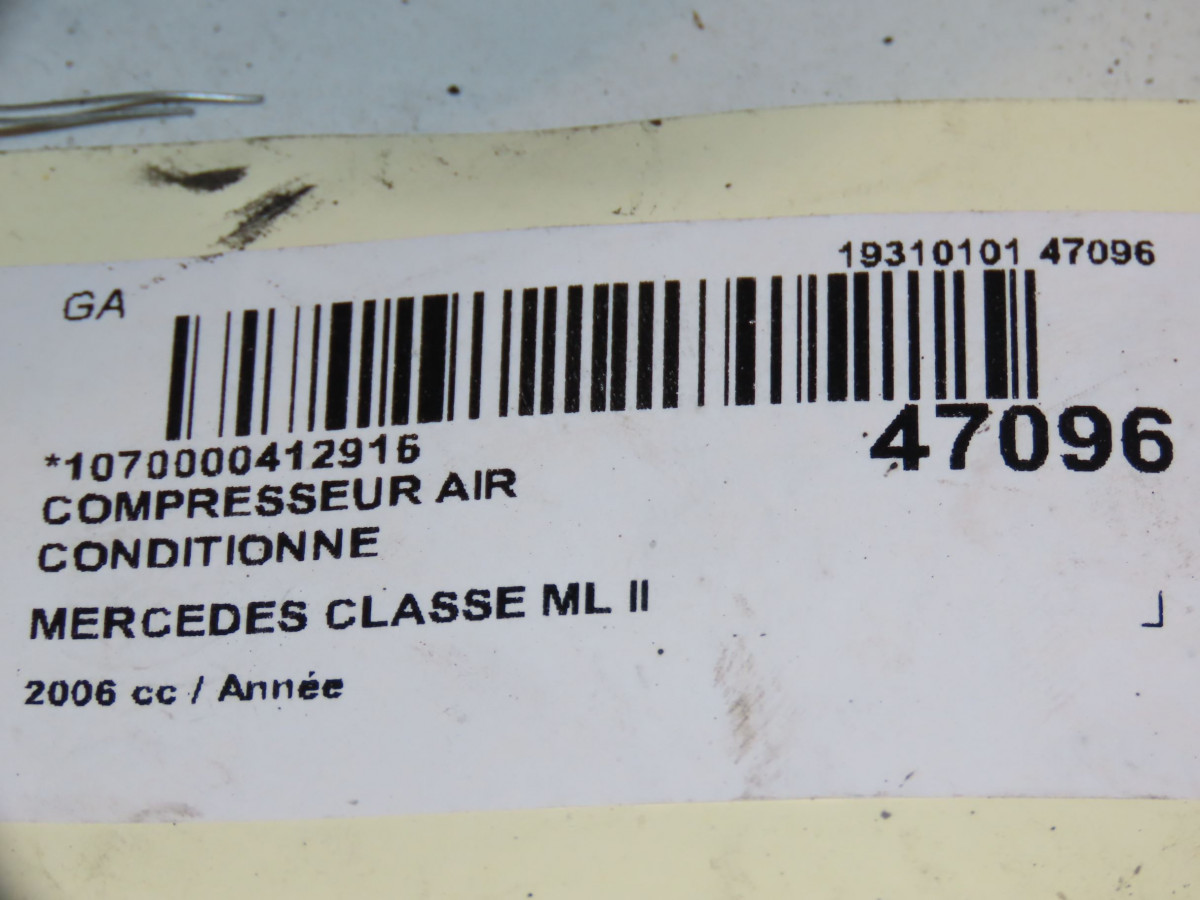 19310101 47096
GA
47096
*1070000412916
COMPRESSEUR AIR
CONDITIONNE
MERCEDES CLASSE ML II
2006 cc / Année